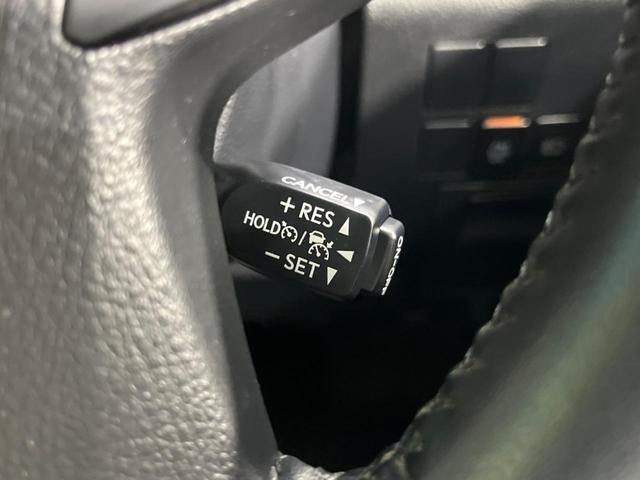 CANCEL▼
+ RES ▲
HOLD / ◀
− SET ▼
ON-OFF